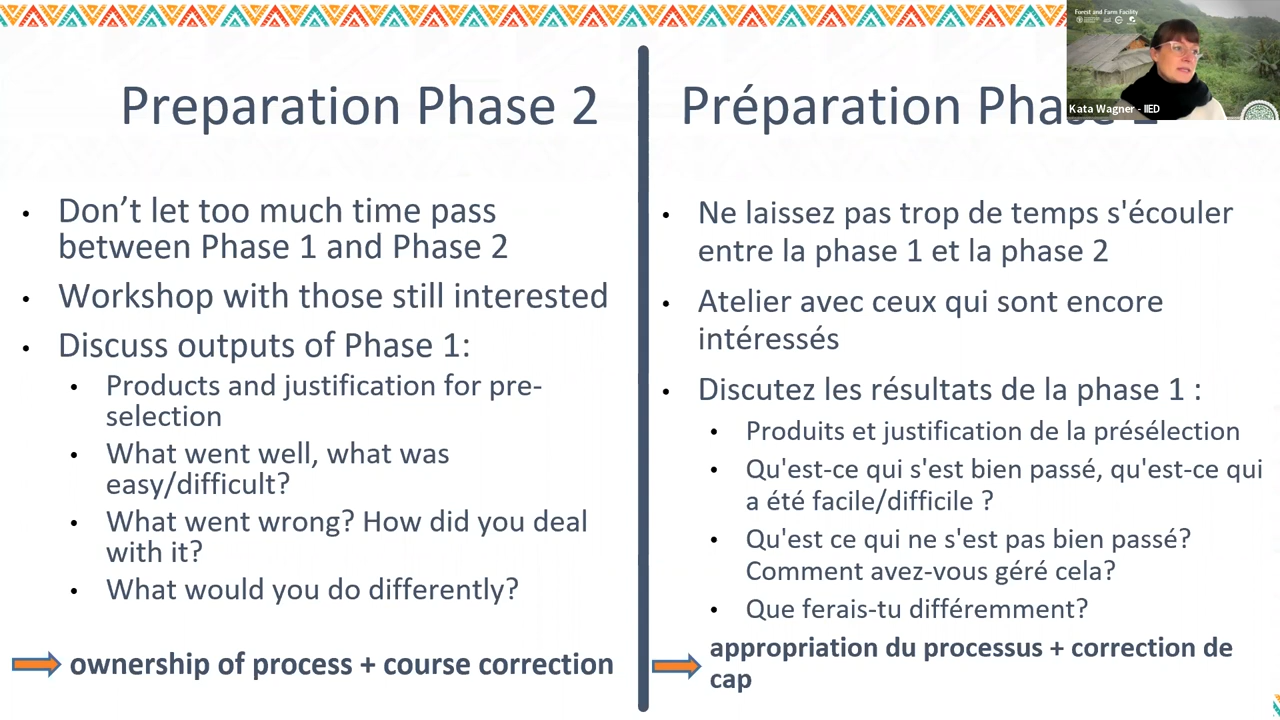 Preparation Phase 2
Don’t let too much time pass
between Phase 1 and Phase 2
Workshop with those still interested
Discuss outputs of Phase 1:
Products and justification for pre-
selection
What went well, what was
easy/difficult?
What went wrong? How did you deal
with it?
What would you do differently?
ownership of process + course correction
Préparation Phase
Ne laissez pas trop de temps s'écouler
entre la phase 1 et la phase 2
Atelier avec ceux qui sont encore
intéressés
Discutez les résultats de la phase 1 :
Produits et justification de la présélection
Qu'est-ce qui s'est bien passé, qu'est-ce qui
a été facile/difficile ?
Qu'est ce qui ne s'est pas bien passé?
Comment avez-vous géré cela?
Que ferais-tu différemment?
appropriation du processus + correction de
cap
Forest and Farm Facility
Kata Wagner - IIED